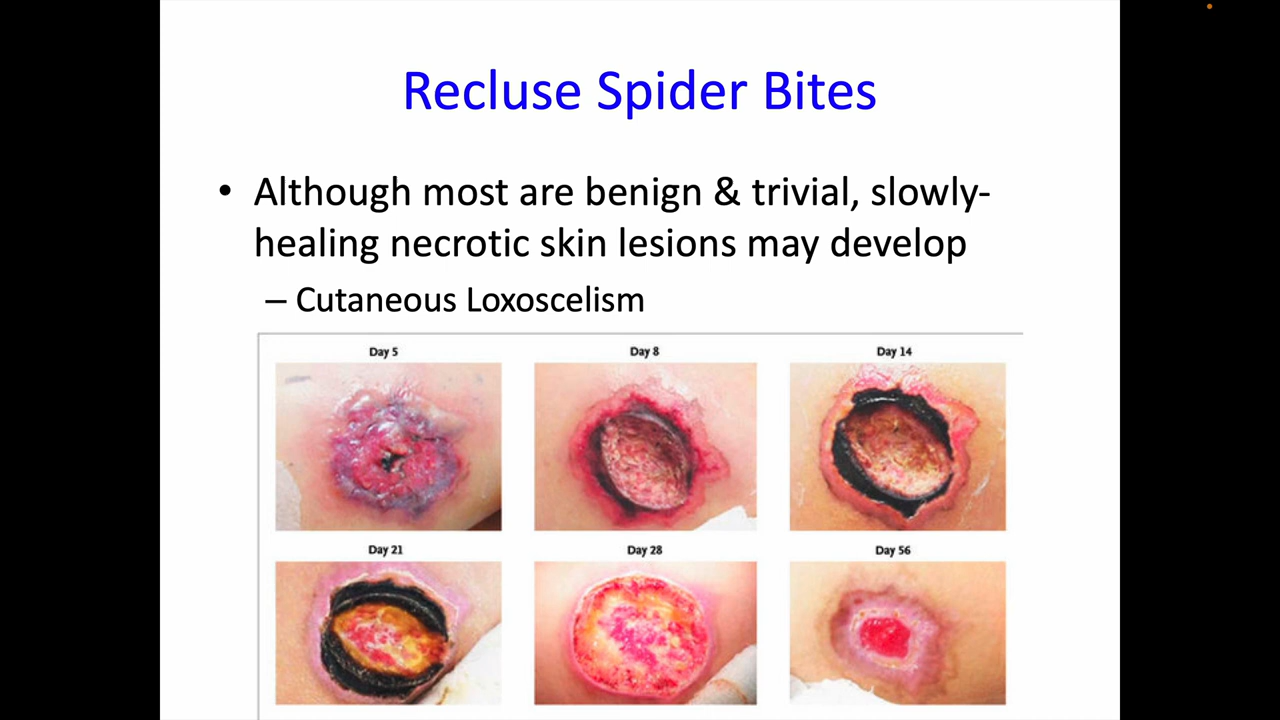 Recluse Spider Bites
• Although most are benign & trivial, slowly-
healing necrotic skin lesions may develop
– Cutaneous Loxoscelism
Day 5
Day 8
Day 14
Day 21
Day 28
Day 56